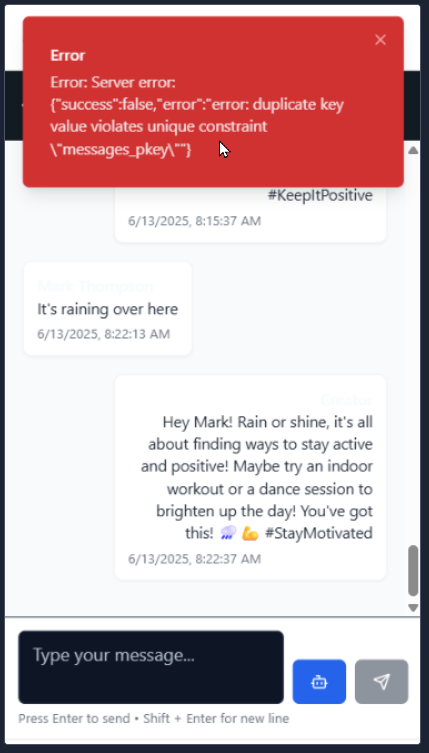 Error
Error: Server error:
{"success":false,"error":"error: duplicate key
value violates unique constraint
\"messages_pkey\""}
#KeepItPositive
6/13/2025, 8:15:37 AM
Mark Thompson
It's raining over here
6/13/2025, 8:22:13 AM
Creator
Hey Mark! Rain or shine, it's all
about finding ways to stay active
and positive! Maybe try an indoor
workout or a dance session to
brighten up the day! You've got
this! 🌧️ 💪 #StayMotivated
6/13/2025, 8:22:37 AM
Type your message...
Press Enter to send • Shift + Enter for new line